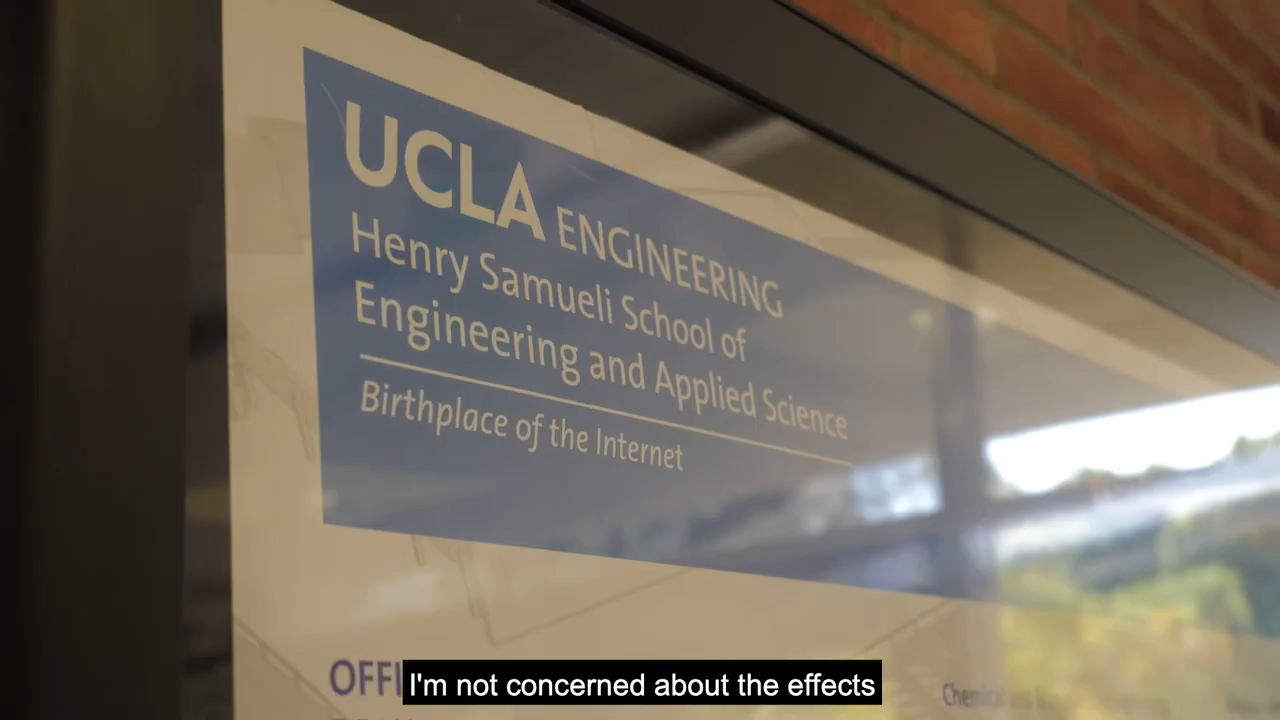 UCLA ENGINEERING
Henry Samueli School of
Engineering and Applied Science
Birthplace of the Internet
I'm not concerned about the effects